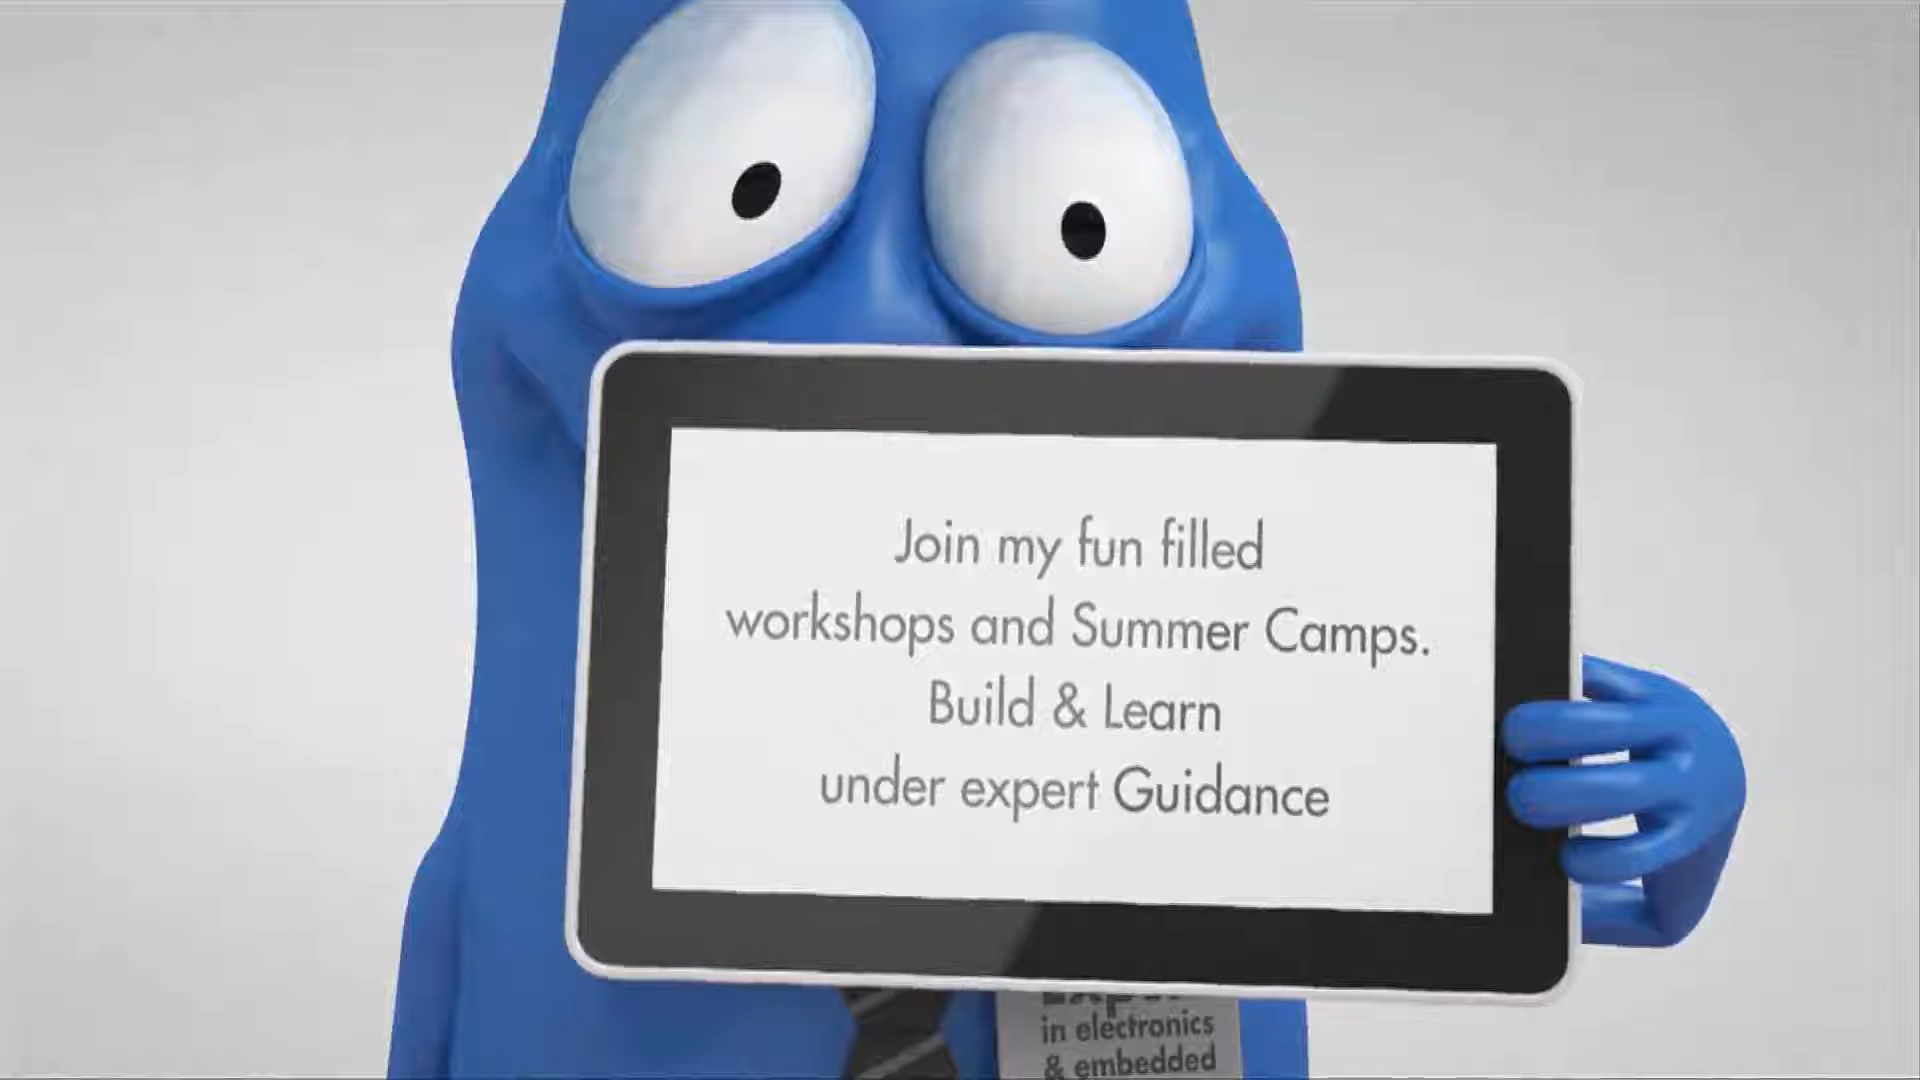 Join my fun filled
workshops and Summer Camps.
Build & Learn
under expert Guidance
in electronics
& embedded